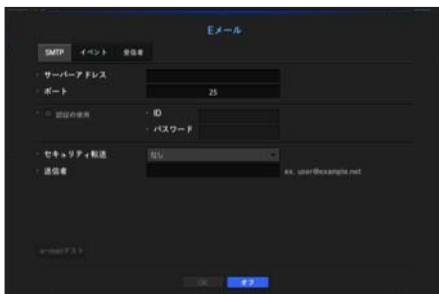 Eメール
SMTP イベント 受信者
サーバーアドレス
ポート 25
認証の使用 ID
パスワード
セキュリティ転送 なし
送信者 ex. user@example.net
e-mailテスト
OK オフ